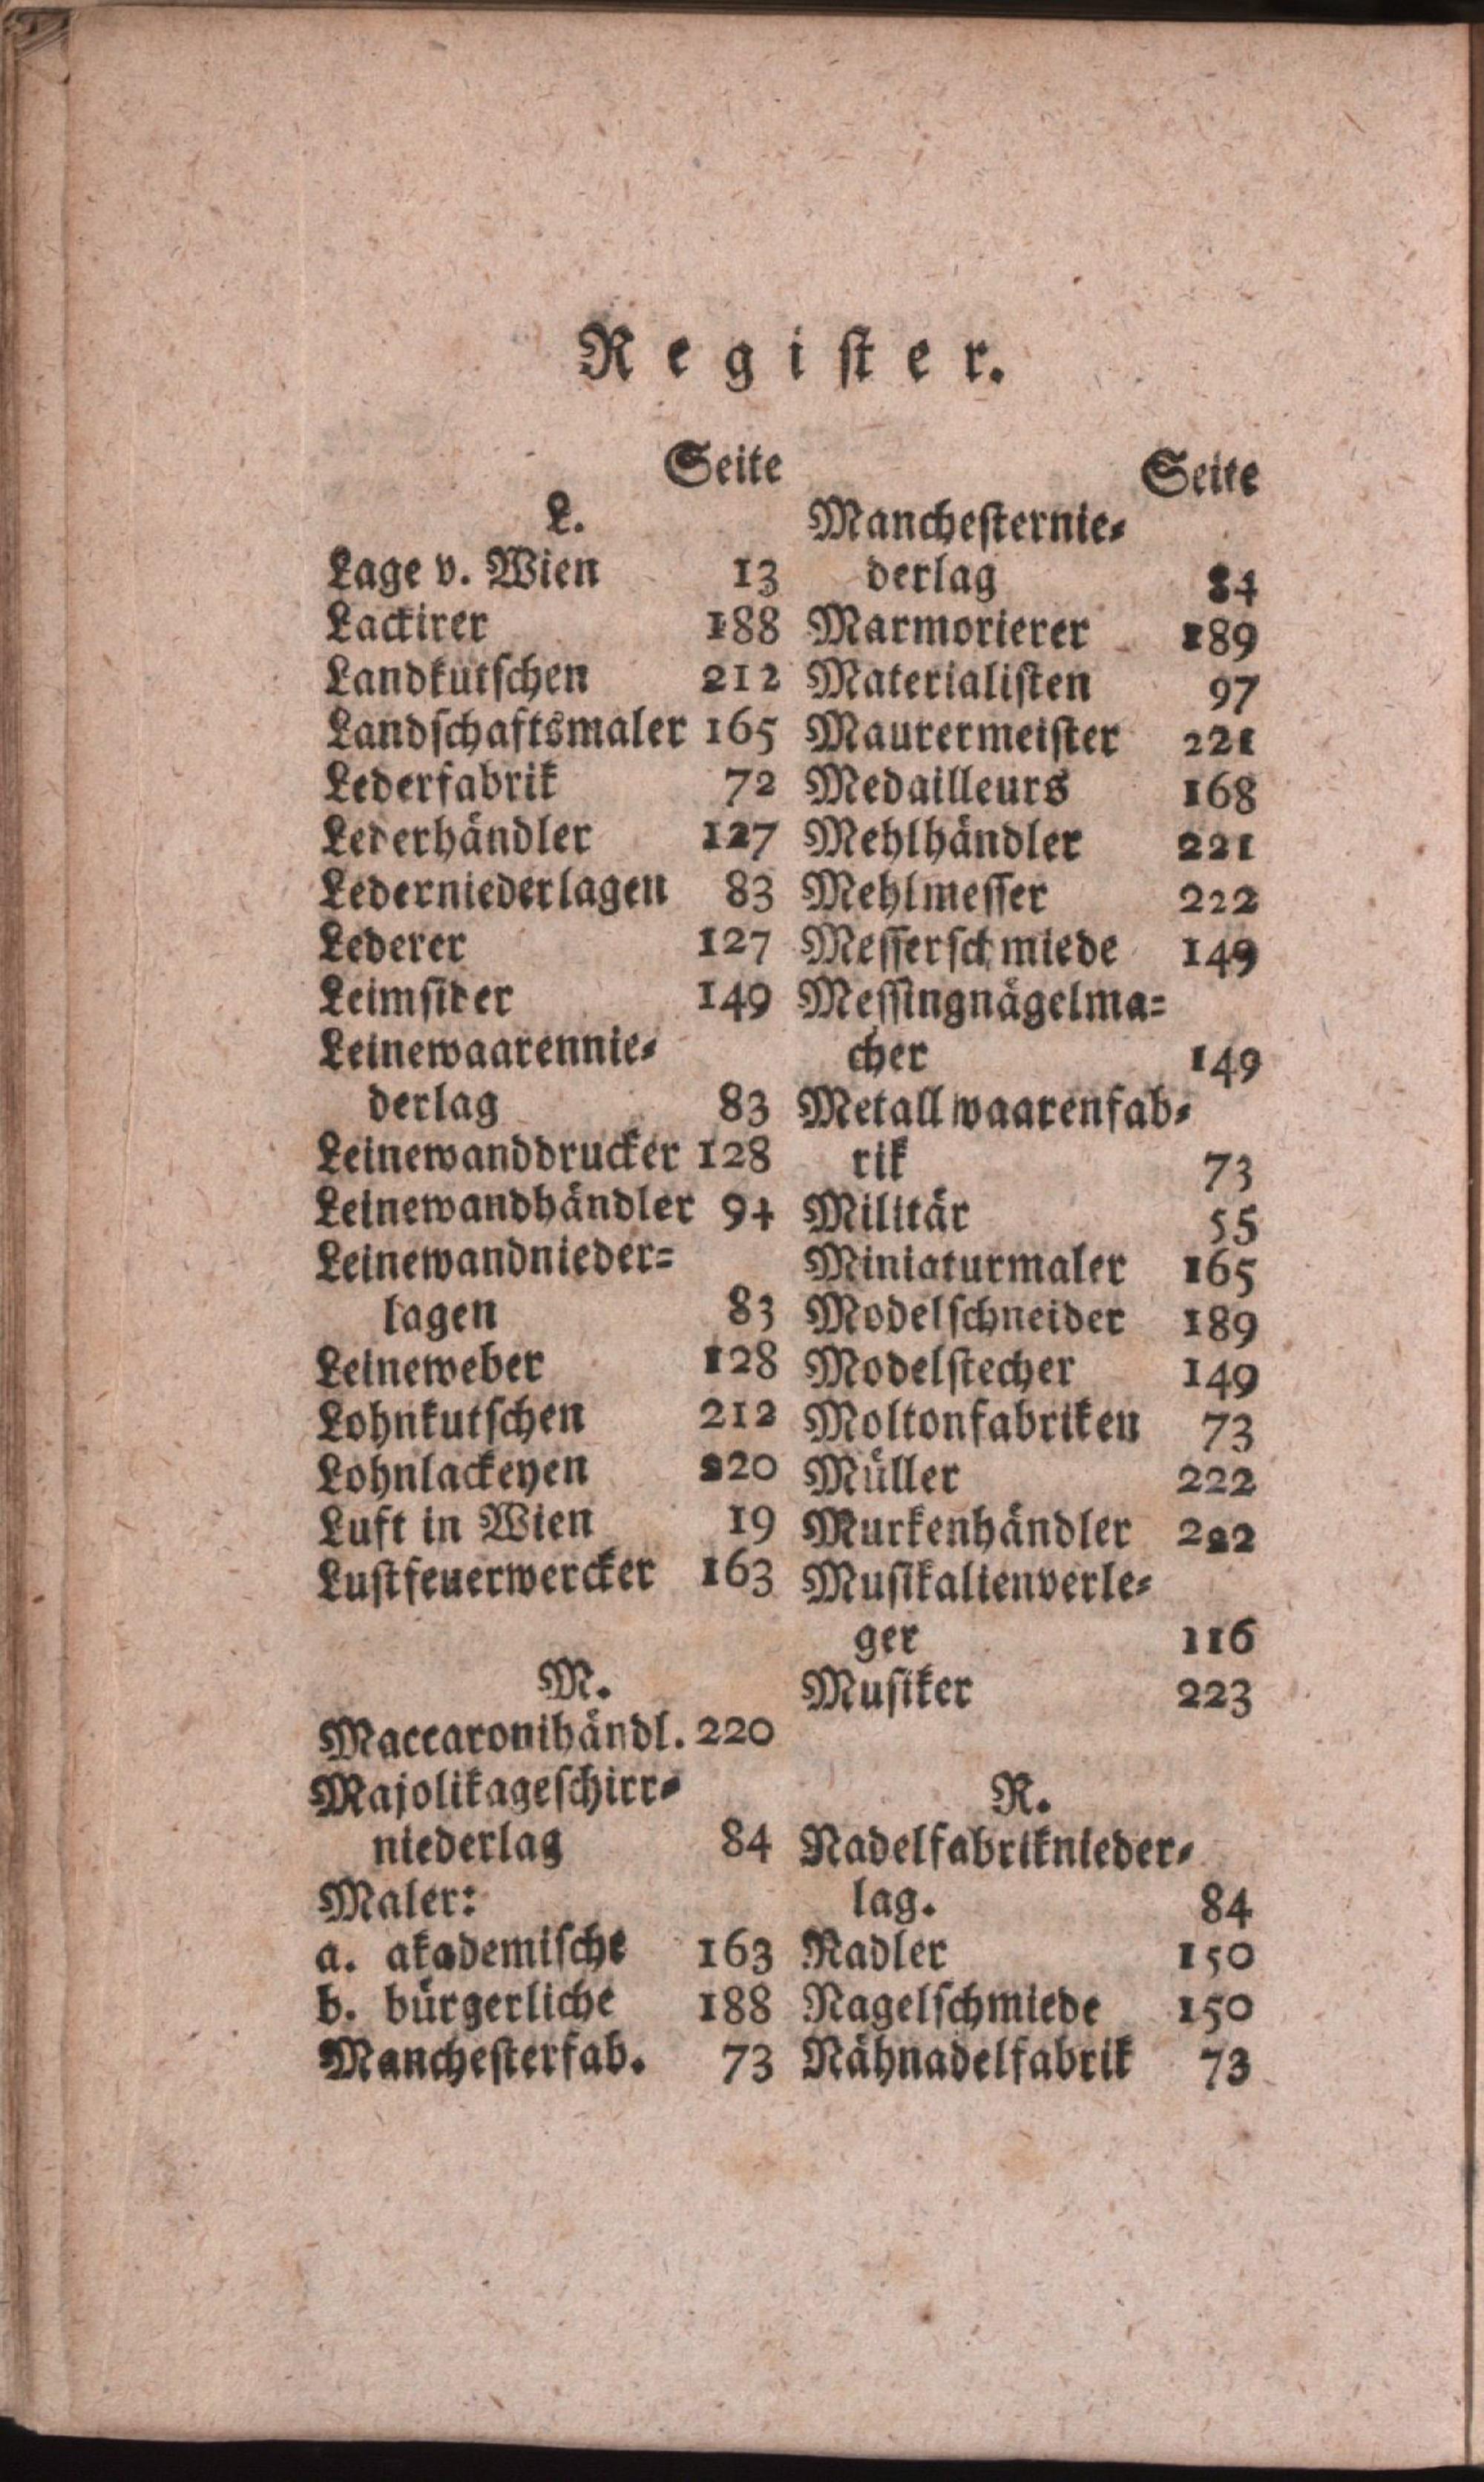 Register.
Seite
L.
Lage v. Wien 13
Lackirer 188
Landkutschen 212
Landschaftsmaler 165
Lederfabrik 72
Lederhändler 127
Lederniederlagen 83
Lederer 127
Leimsider 149
Leinewaarennie-
derlag 83
Leinewanddrucker 128
Leinewandhändler 94
Leinewandnieder-
lagen 83
Leineweber 128
Lohnkutschen 212
Lohnlackeyen 220
Luft in Wien 19
Lustfeuerwercker 163
M.
Maccaronihändl. 220
Majolikageschirr-
niederlag 84
Maler:
a. akademische 163
b. bürgerliche 188
Manchesterfab. 73
Seite
Manchesternie-
derlag 84
Marmorierer 189
Materialisten 97
Maurermeister 221
Medailleurs 168
Mehlhändler 221
Mehlmesser 222
Messerschmiede 149
Messingnägelma-
cher 149
Metallwaarenfab-
rik 73
Militär 55
Miniaturmaler 165
Modelschneider 189
Modelstecher 149
Moltonfabriken 73
Müller 222
Murkenhändler 222
Musikalienverle-
ger 116
Musiker 223
N.
Nadelfabriknieder-
lag. 84
Nadler 150
Nagelschmiede 150
Nähnadelfabrik 73